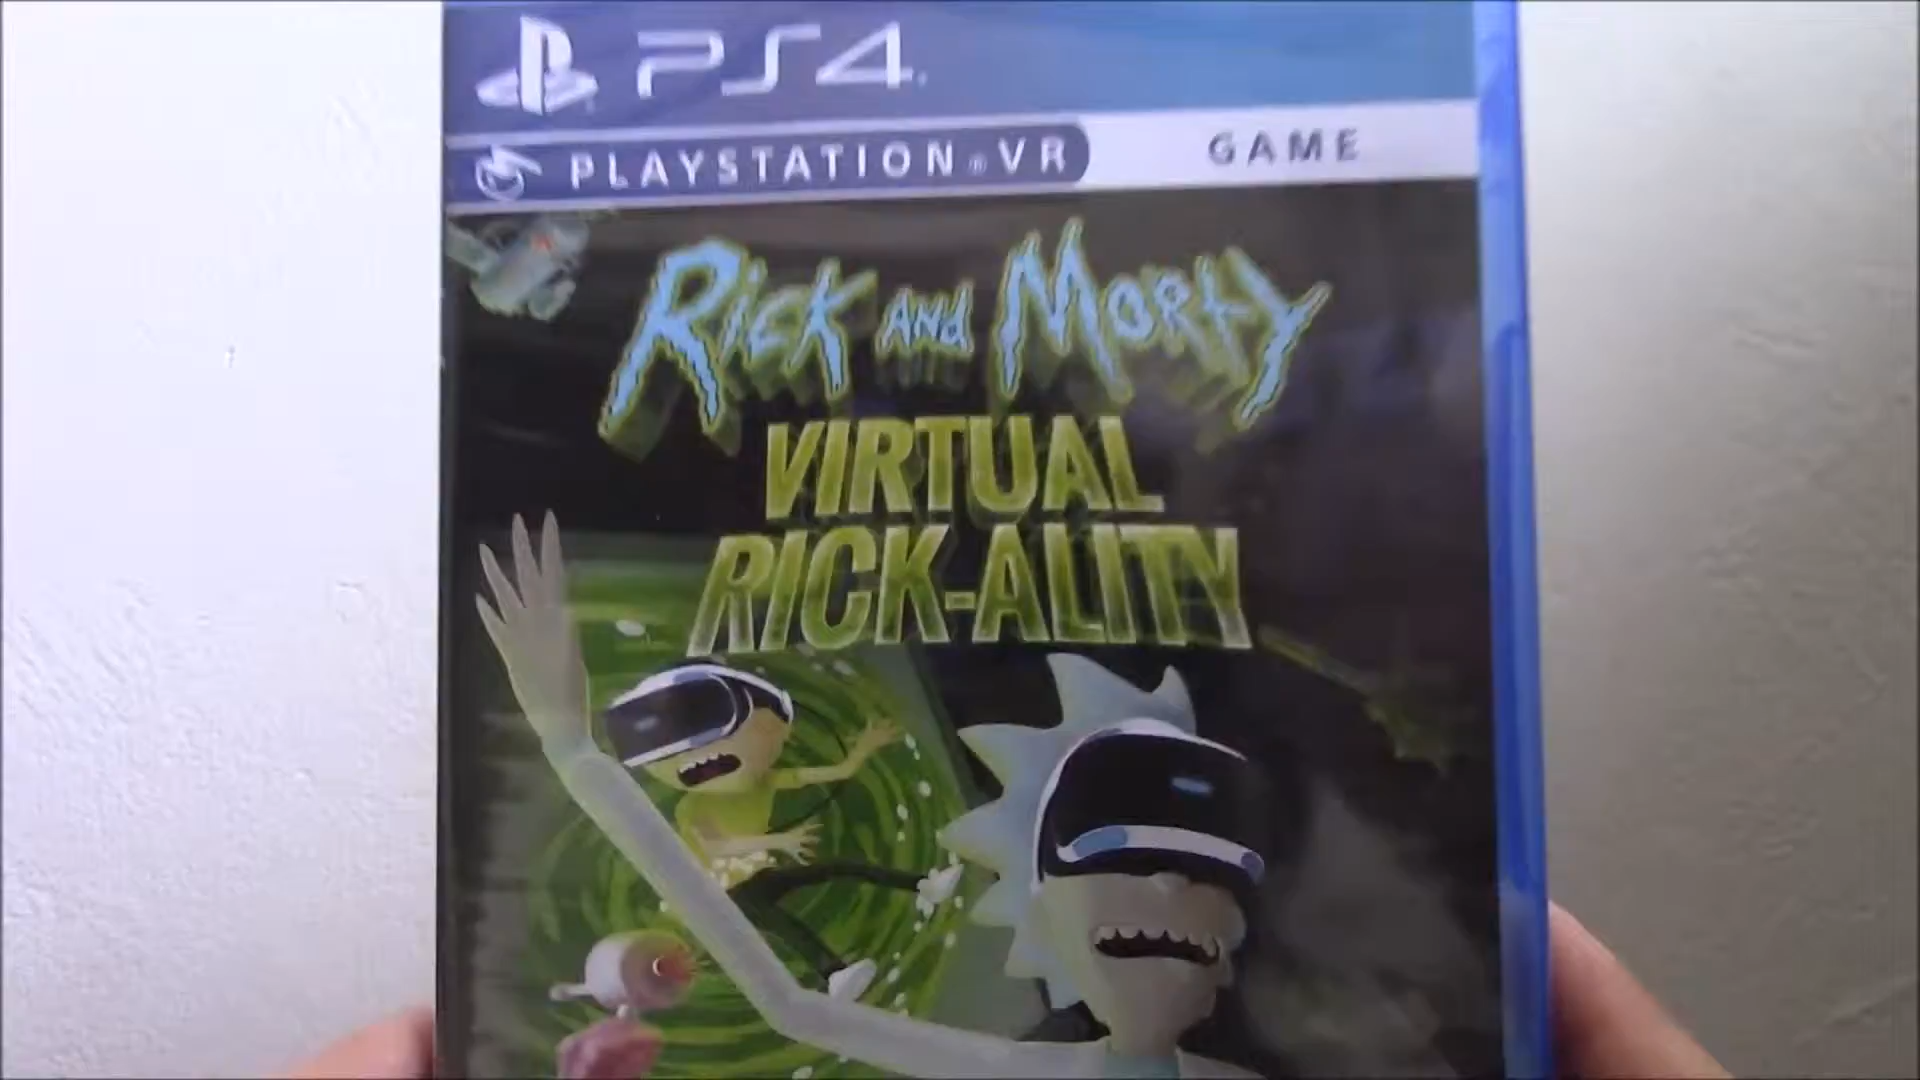 PS4
PLAYSTATION®VR
GAME
RICK AND MORTY
VIRTUAL
RICK-ALITY